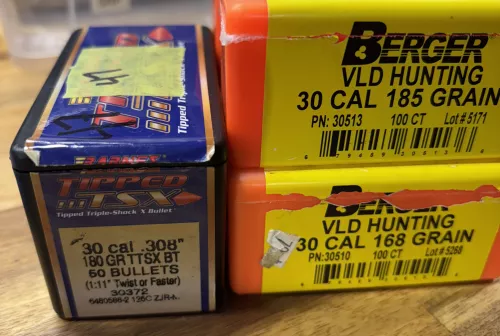 BARNES
TIPPED
TSX
Tipped Triple-Shock X Bullet
30 Cal .308"
180 GR TTSX BT
50 BULLETS
(1:11" Twist or Faster)
30372
BERGER
VLD HUNTING
30 CAL 185 GRAIN
PN: 30513 100 CT Lot # 5171
BERGER
VLD HUNTING
30 CAL 168 GRAIN
PN: 30510 100 CT Lot # 5268